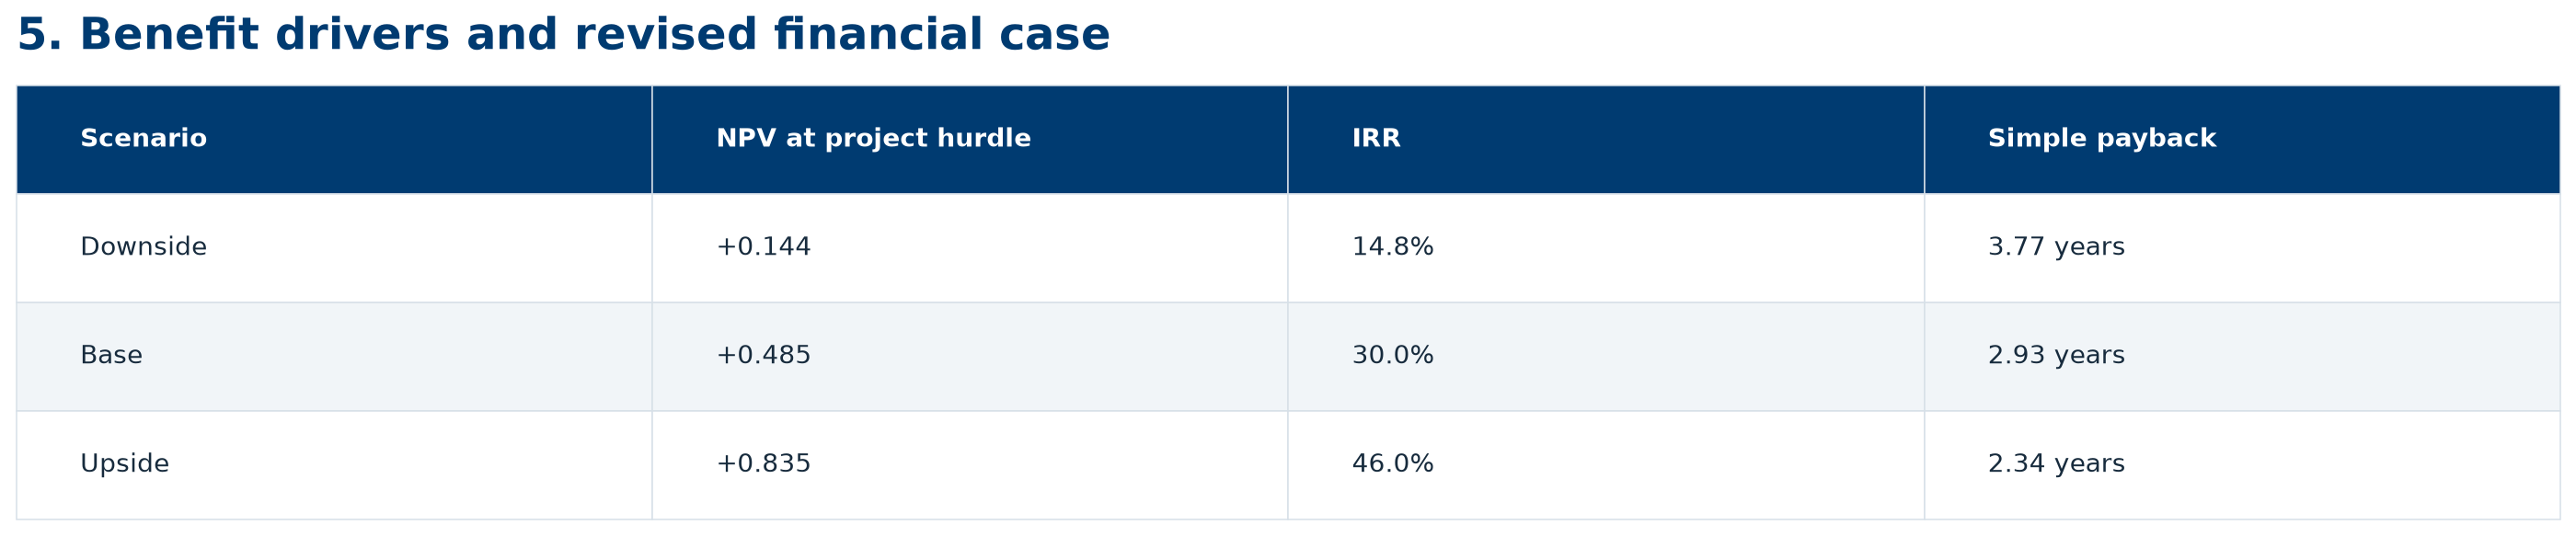 5. Benefit drivers and revised financial case
Scenario NPV at project hurdle IRR Simple payback
Downside +0.144 14.8% 3.77 years
Base +0.485 30.0% 2.93 years
Upside +0.835 46.0% 2.34 years